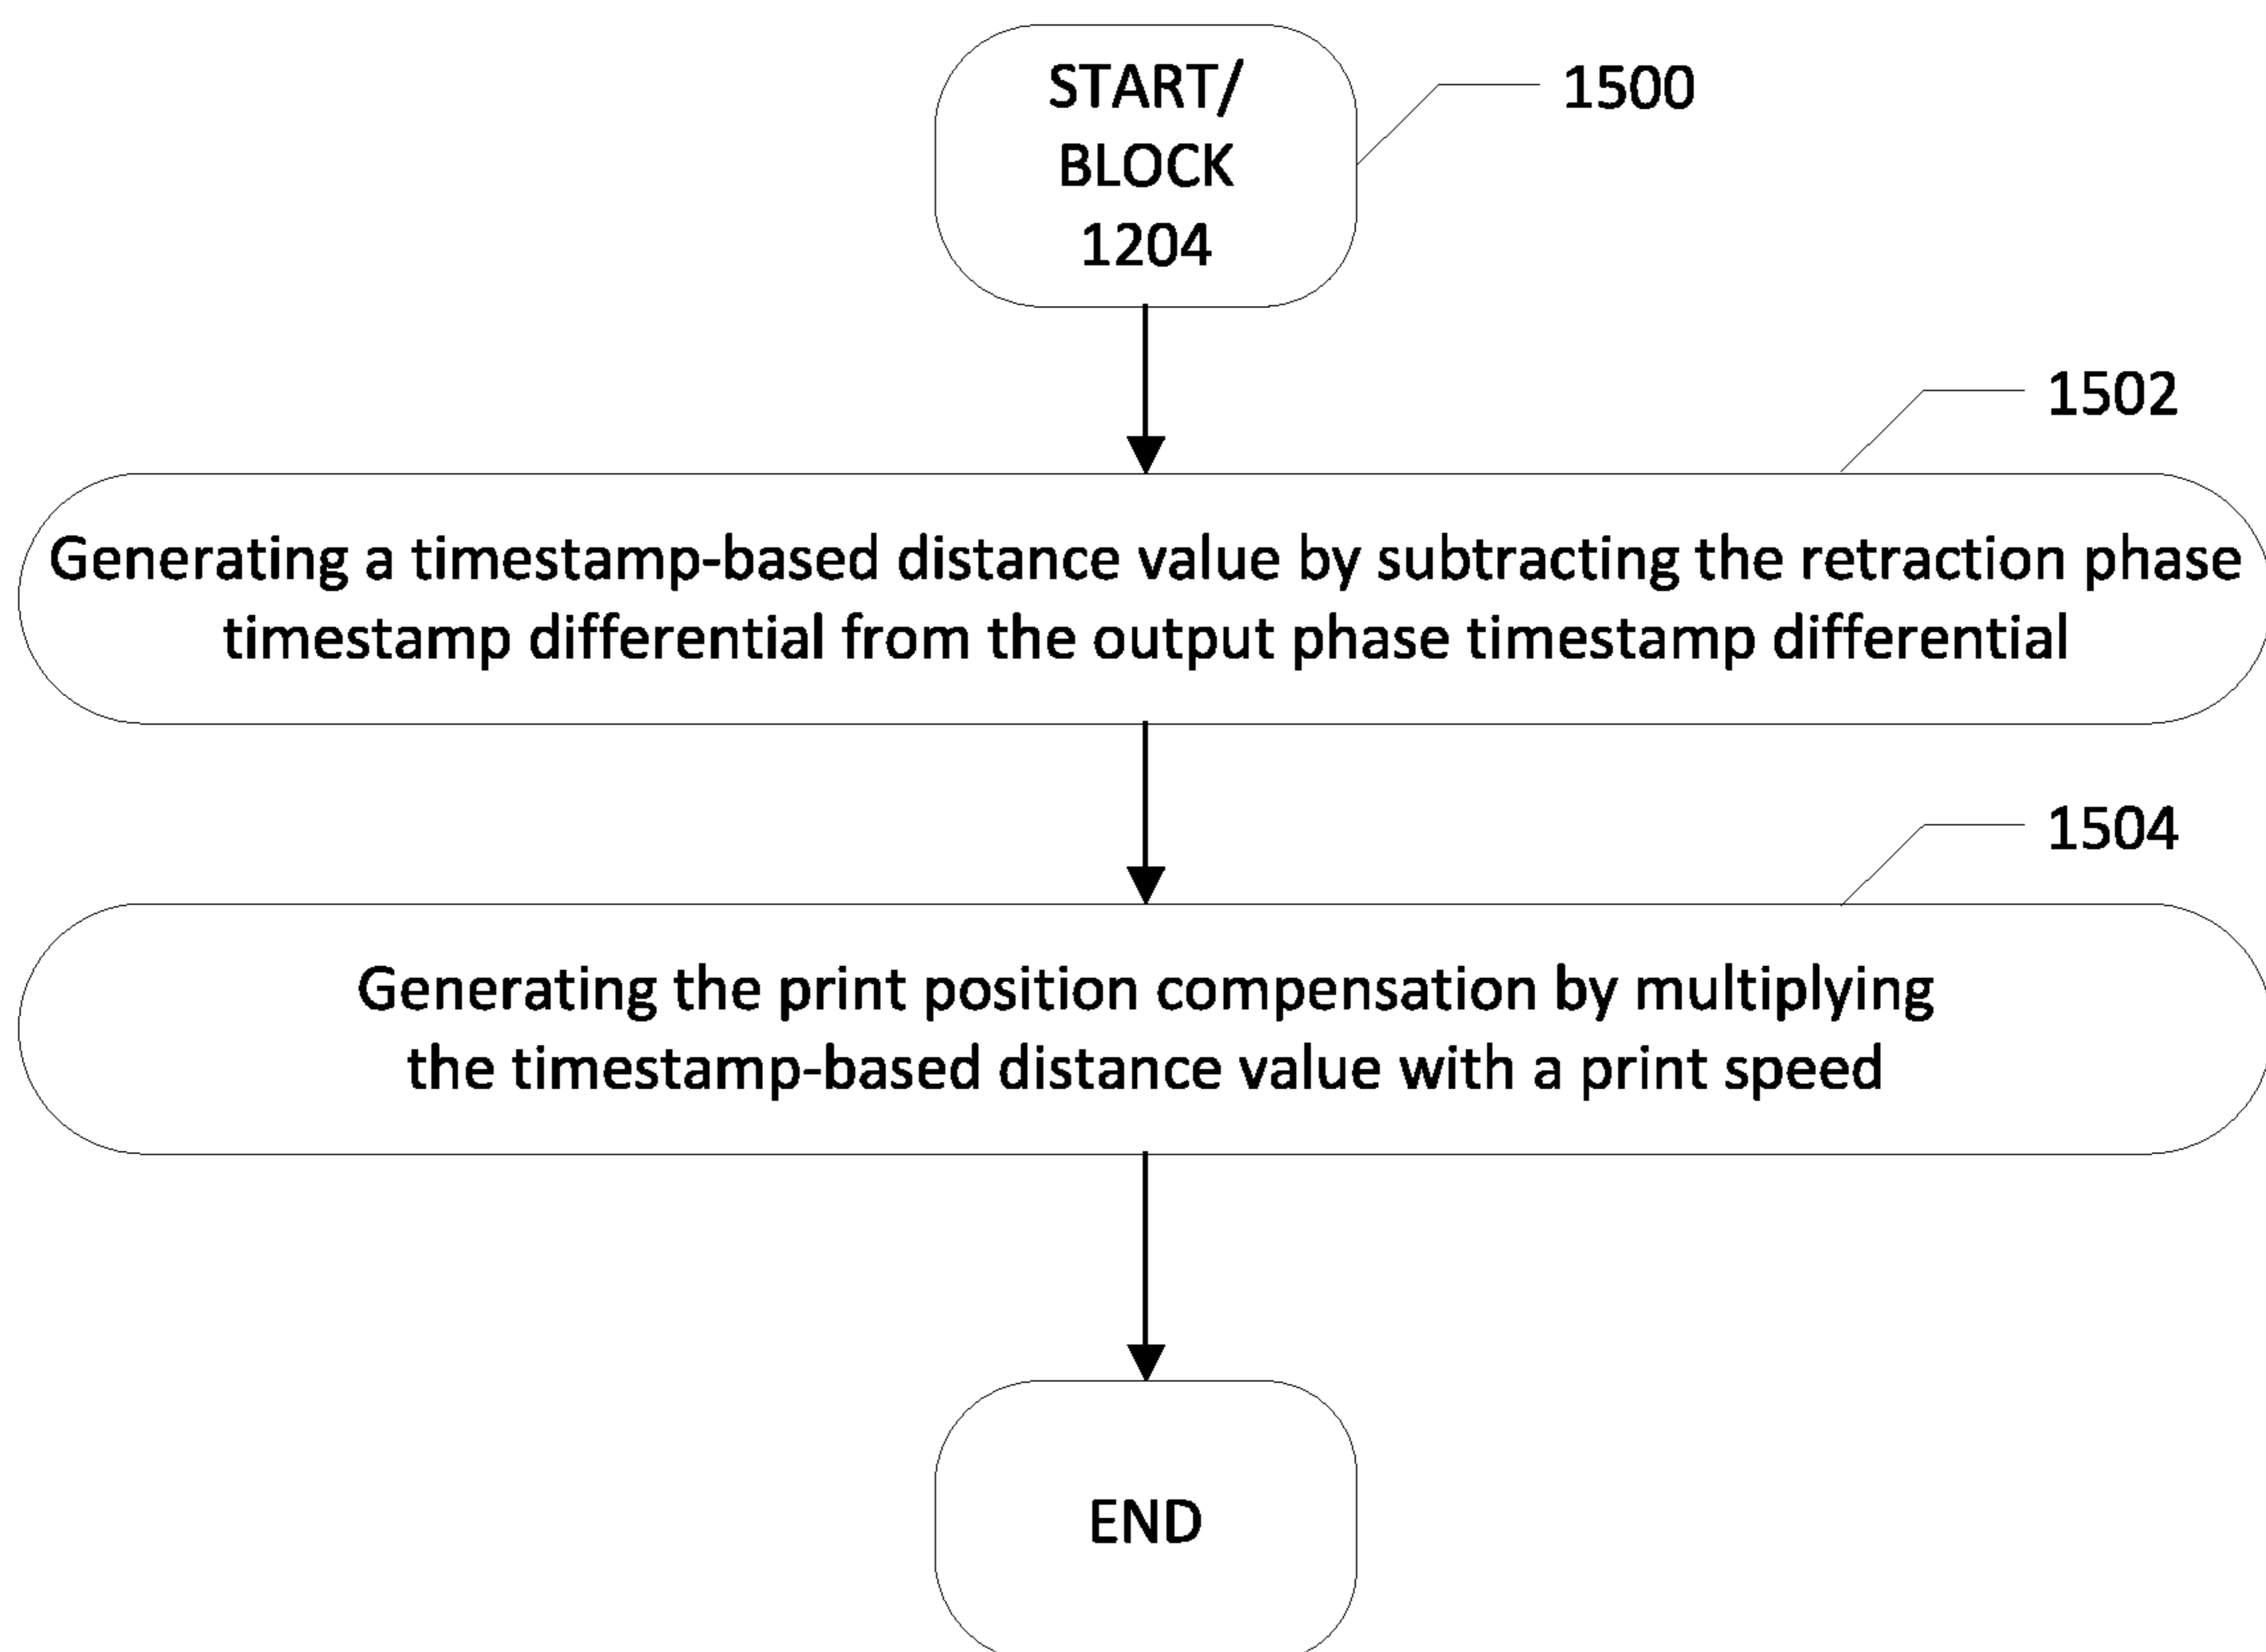 START/
BLOCK
1204
1500
1502
Generating a timestamp-based distance value by subtracting the retraction phase
timestamp differential from the output phase timestamp differential
1504
Generating the print position compensation by multiplying
the timestamp-based distance value with a print speed
END